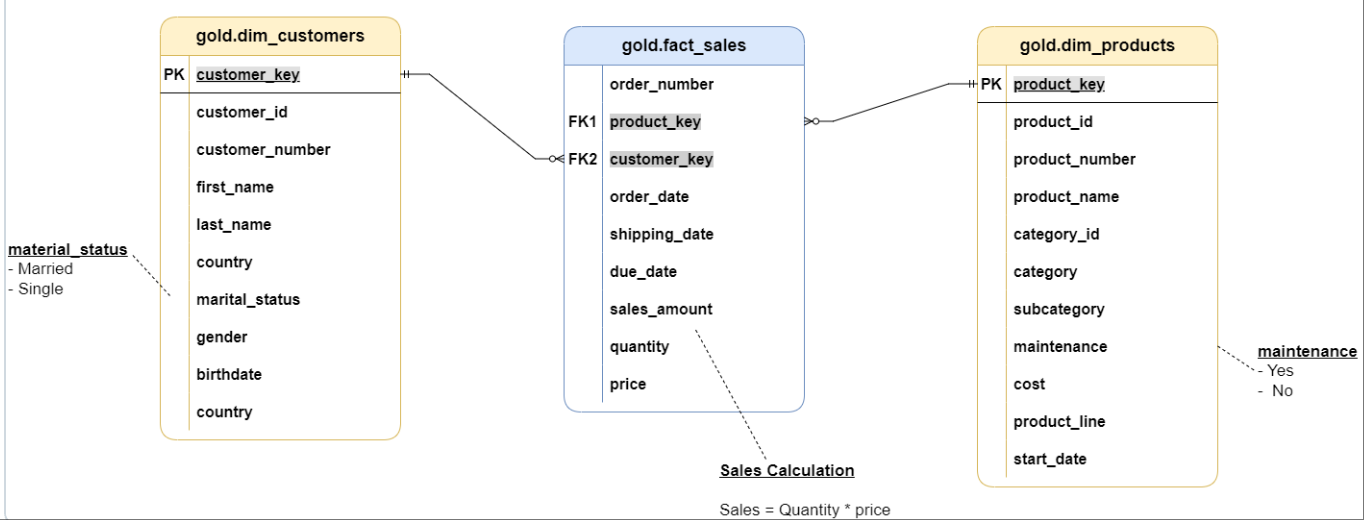 gold.dim_customers
PK customer_key
customer_id
customer_number
first_name
last_name
country
marital_status
gender
birthdate
country
material_status
- Married
- Single
gold.fact_sales
order_number
FK1 product_key
FK2 customer_key
order_date
shipping_date
due_date
sales_amount
quantity
price
Sales Calculation
Sales = Quantity * price
gold.dim_products
PK product_key
product_id
product_number
product_name
category_id
category
subcategory
maintenance
cost
product_line
start_date
maintenance
- Yes
- No